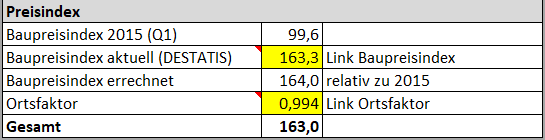 Preisindex
Baupreisindex 2015 (Q1) 99,6
Baupreisindex aktuell (DESTATIS) 163,3 Link Baupreisindex
Baupreisindex errechnet 164,0 relativ zu 2015
Ortsfaktor 0,994 Link Ortsfaktor
Gesamt 163,0